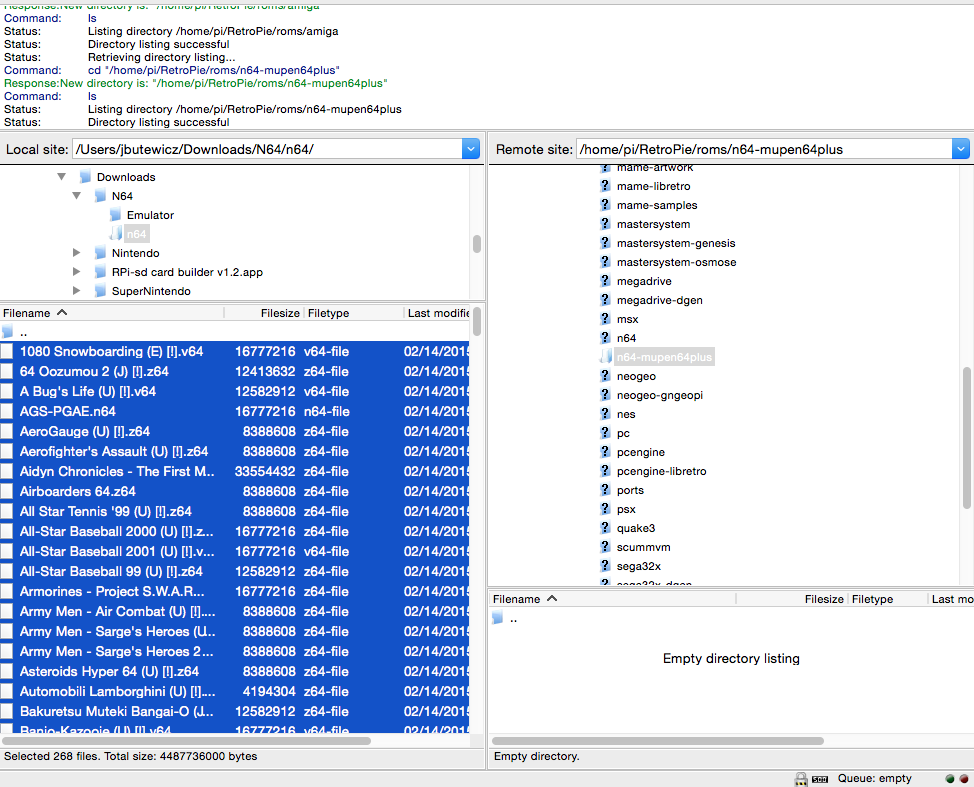 Response:New directory is: "/home/pi/RetroPie/roms/amiga"
Command: ls
Status: Listing directory /home/pi/RetroPie/roms/amiga
Status: Directory listing successful
Status: Retrieving directory listing...
Command: cd "/home/pi/RetroPie/roms/n64-mupen64plus"
Response:New directory is: "/home/pi/RetroPie/roms/n64-mupen64plus"
Command: ls
Status: Listing directory /home/pi/RetroPie/roms/n64-mupen64plus
Status: Directory listing successful
Local site: /Users/jbutewicz/Downloads/N64/n64/
Downloads
N64
Emulator
n64
Nintendo
RPi-sd card builder v1.2.app
SuperNintendo
Filename Filesize Filetype Last modifie
..
1080 Snowboarding (E) [!].v64 16777216 v64-file 02/14/2015
64 Oozumou 2 (J) [!].z64 12413632 z64-file 02/14/2015
A Bug's Life (U) [!].v64 12582912 v64-file 02/14/2015
AGS-PGAE.n64 16777216 n64-file 02/14/2015
AeroGauge (U) [!].z64 8388608 z64-file 02/14/2015
Aerofighter's Assault (U) [!].z64 8388608 z64-file 02/14/2015
Aidyn Chronicles - The First M... 33554432 z64-file 02/14/2015
Airboarders 64.z64 8388608 z64-file 02/14/2015
All Star Tennis '99 (U) [!].z64 8388608 z64-file 02/14/2015
All-Star Baseball 2000 (U) [!].z... 16777216 z64-file 02/14/2015
All-Star Baseball 2001 (U) [!].v... 16777216 v64-file 02/14/2015
All-Star Baseball 99 (U) [!].z64 12582912 z64-file 02/14/2015
Armorines - Project S.W.A.R... 16777216 z64-file 02/14/2015
Army Men - Air Combat (U) [!].... 8388608 z64-file 02/14/2015
Army Men - Sarge's Heroes (U... 8388608 z64-file 02/14/2015
Army Men - Sarge's Heroes 2... 8388608 z64-file 02/14/2015
Asteroids Hyper 64 (U) [!].z64 8388608 z64-file 02/14/2015
Automobili Lamborghini (U) [!].... 4194304 z64-file 02/14/2015
Bakuretsu Muteki Bangai-O (J... 12582912 z64-file 02/14/2015
Banjo-Kazooie (U) [!].v64 16777216 v64-file 02/14/2015
Selected 268 files. Total size: 4487736000 bytes
Remote site: /home/pi/RetroPie/roms/n64-mupen64plus
mame-artwork
mame-libretro
mame-samples
mastersystem
mastersystem-genesis
mastersystem-osmose
megadrive
megadrive-dgen
msx
n64
n64-mupen64plus
neogeo
neogeo-gngeopi
nes
pc
pcengine
pcengine-libretro
ports
psx
quake3
scummvm
sega32x
sega32x-dgen
Filename Filesize Filetype Last mo
..
Empty directory listing
Empty directory.
Queue: empty